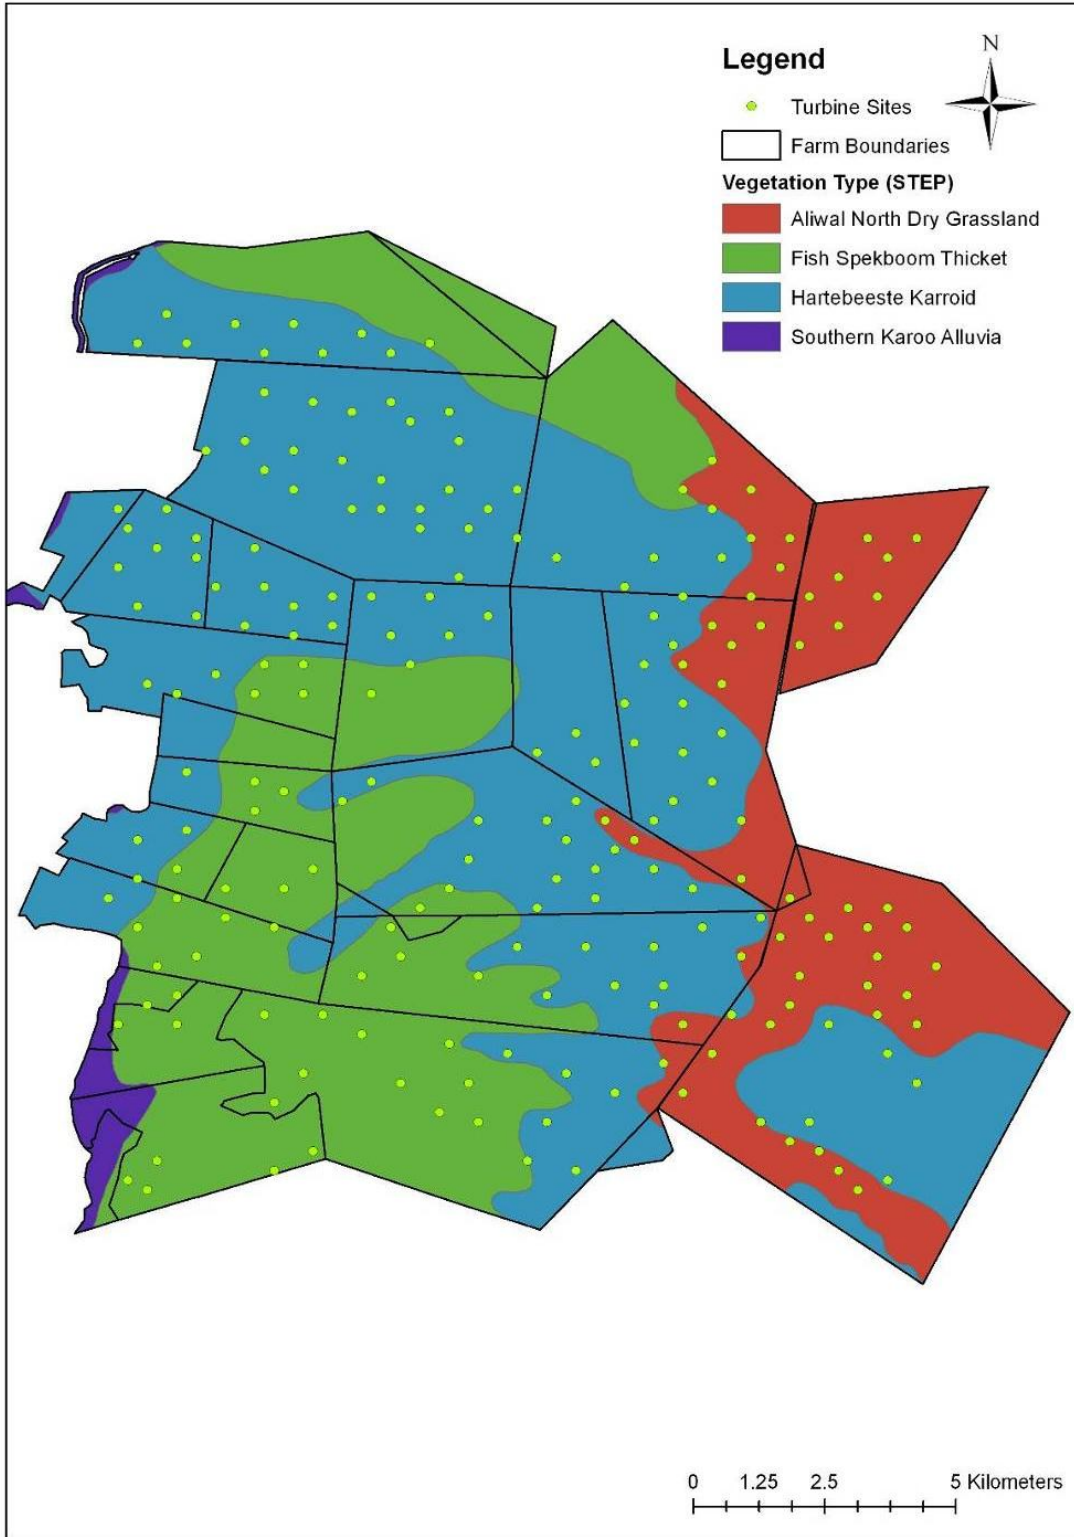 Legend
N
Turbine Sites
Farm Boundaries
Vegetation Type (STEP)
Aliwal North Dry Grassland
Fish Spekboom Thicket
Hartebeeste Karroid
Southern Karoo Alluvia
0 1.25 2.5 5 Kilometers